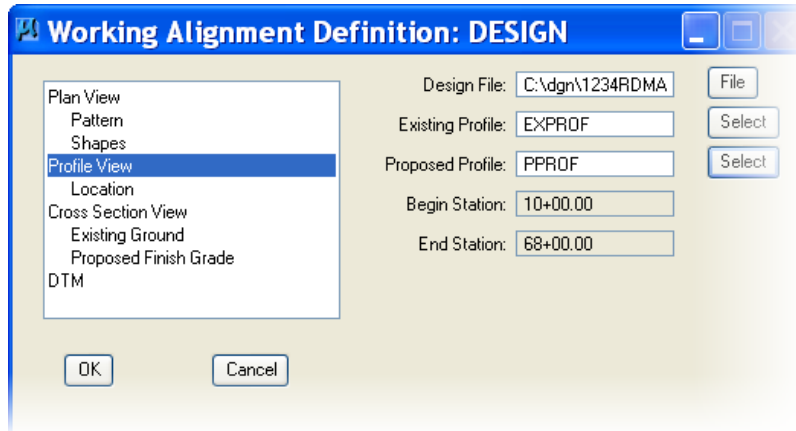 Working Alignment Definition: DESIGN
Plan View
Pattern
Shapes
Profile View
Location
Cross Section View
Existing Ground
Proposed Finish Grade
DTM
Design File: C:\dgn\1234RDMA File
Existing Profile: EXPROF Select
Proposed Profile: PPROF Select
Begin Station: 10+00.00
End Station: 68+00.00
OK Cancel